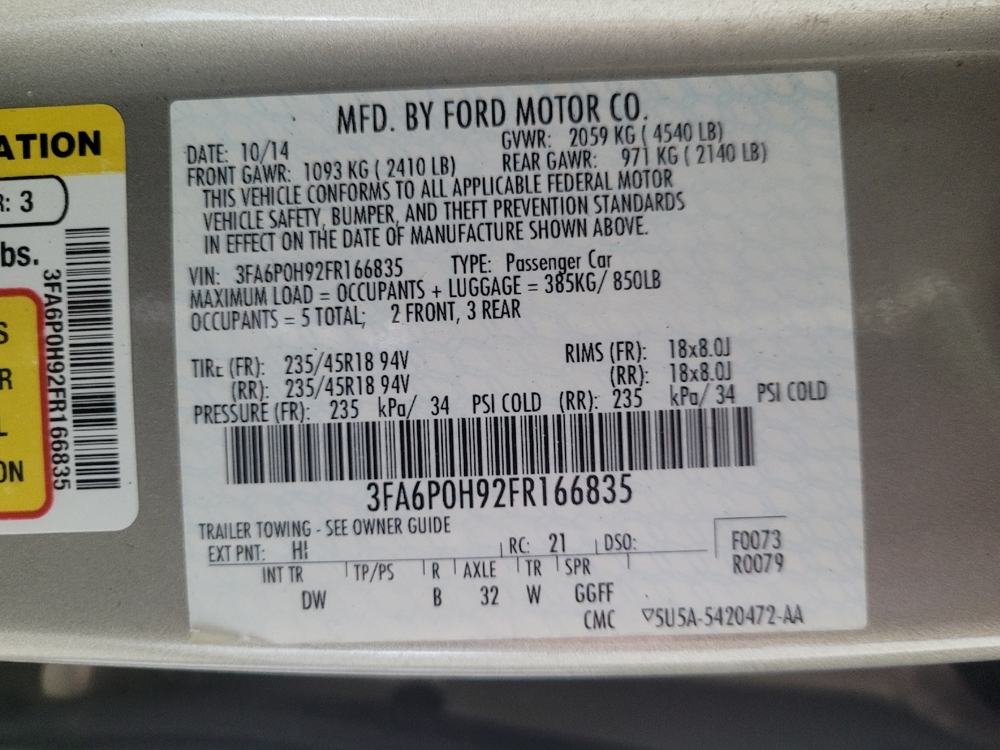 ATION
R: 3
bs.
3FA6P0H92FR166835
S
R
L
ON
MFD. BY FORD MOTOR CO.
DATE: 10/14 GVWR: 2059 KG ( 4540 LB)
FRONT GAWR: 1093 KG ( 2410 LB) REAR GAWR: 971 KG ( 2140 LB)
THIS VEHICLE CONFORMS TO ALL APPLICABLE FEDERAL MOTOR
VEHICLE SAFETY, BUMPER, AND THEFT PREVENTION STANDARDS
IN EFFECT ON THE DATE OF MANUFACTURE SHOWN ABOVE.
VIN: 3FA6P0H92FR166835 TYPE: Passenger Car
MAXIMUM LOAD = OCCUPANTS + LUGGAGE = 385KG/ 850LB
OCCUPANTS = 5 TOTAL; 2 FRONT, 3 REAR
TIRE (FR): 235/45R18 94V RIMS (FR): 18x8.0J
(RR): 235/45R18 94V (RR): 18x8.0J
PRESSURE (FR): 235 kPa/ 34 PSI COLD (RR): 235 kPa/ 34 PSI COLD
3FA6P0H92FR166835
TRAILER TOWING - SEE OWNER GUIDE
EXT PNT: H! RC: 21 DSO: F0073
R0079
INT TR TP/PS R AXLE TR SPR
DW B 32 W GGFF
CMC ▽5U5A-5420472-AA